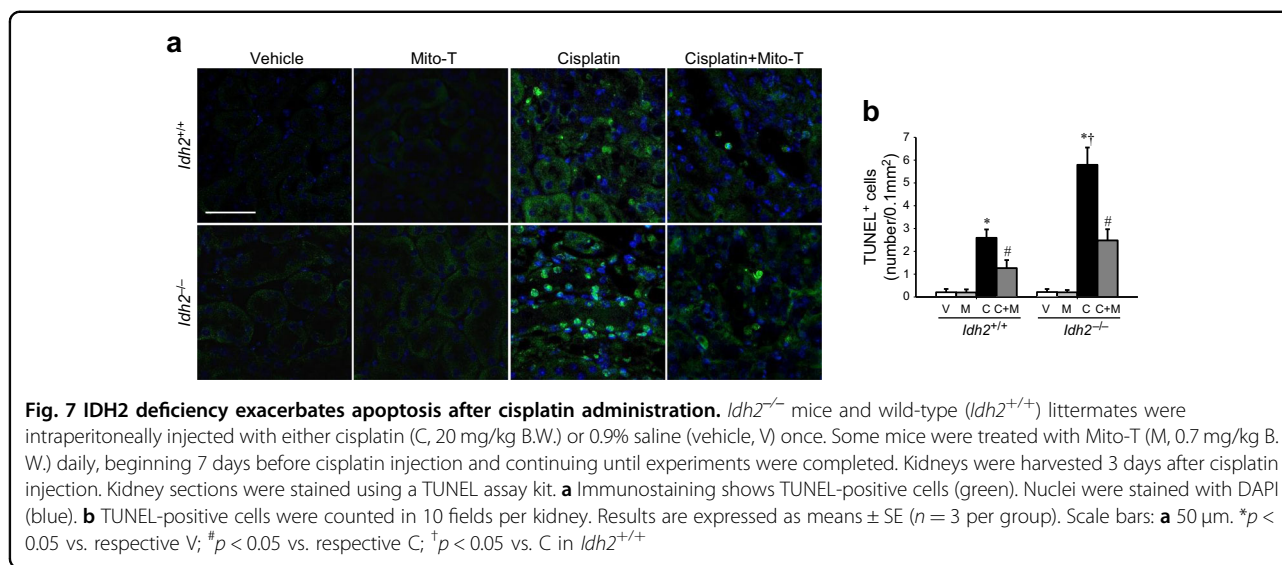 a
Vehicle Mito-T Cisplatin Cisplatin+Mito-T
Idh2+/+
Idh2–/–
b
TUNEL+ cells
(number/0.1mm2)
7
6
5
4
3
2
1
0
*
#
*†
#
V M C C+M V M C C+M
Idh2+/+ Idh2–/–
Fig. 7 IDH2 deficiency exacerbates apoptosis after cisplatin administration. Idh2−/− mice and wild-type (Idh2+/+) littermates were
intraperitoneally injected with either cisplatin (C, 20 mg/kg B.W.) or 0.9% saline (vehicle, V) once. Some mice were treated with Mito-T (M, 0.7 mg/kg B.
W.) daily, beginning 7 days before cisplatin injection and continuing until experiments were completed. Kidneys were harvested 3 days after cisplatin
injection. Kidney sections were stained using a TUNEL assay kit. a Immunostaining shows TUNEL-positive cells (green). Nuclei were stained with DAPI
(blue). b TUNEL-positive cells were counted in 10 fields per kidney. Results are expressed as means ± SE (n = 3 per group). Scale bars: a 50 μm. *p <
0.05 vs. respective V; #p < 0.05 vs. respective C; †p < 0.05 vs. C in Idh2+/+